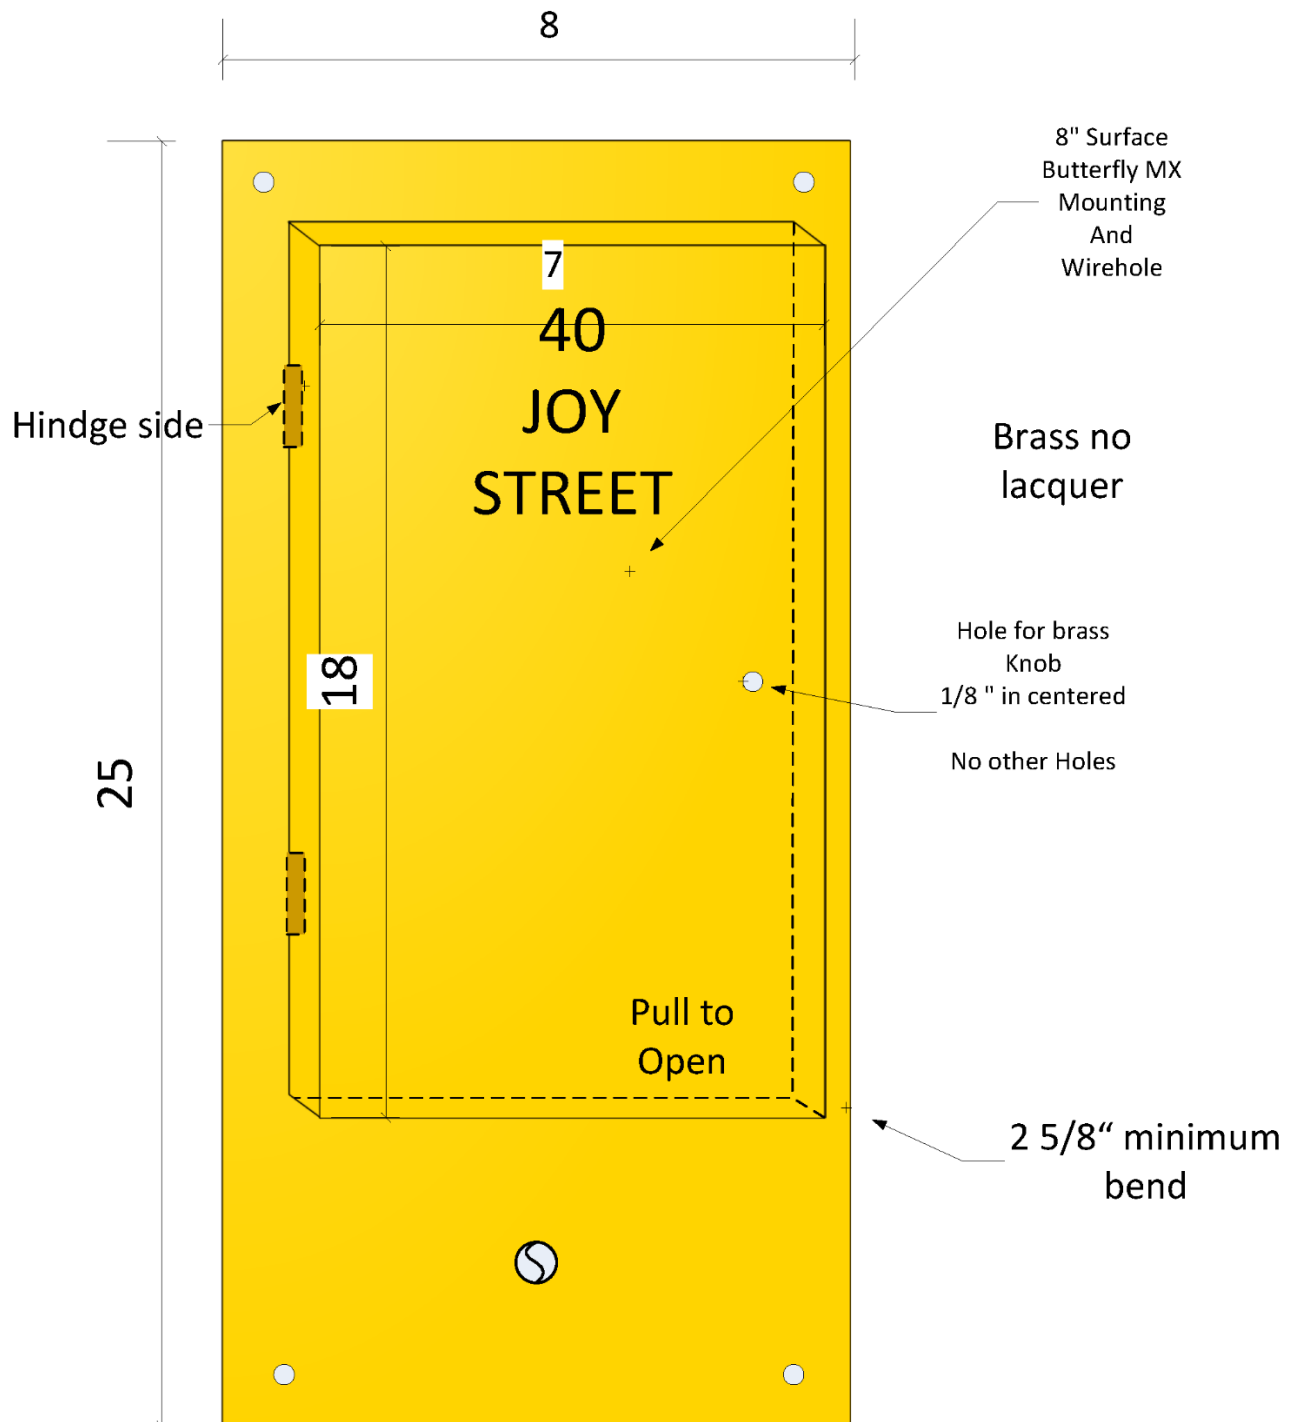 8
8" Surface
Butterfly MX
Mounting
And
Wirehole
7
40
JOY
STREET
Hindge side
Brass no
lacquer
Hole for brass
Knob
1/8 " in centered
No other Holes
18
25
Pull to
Open
2 5/8“ minimum
bend